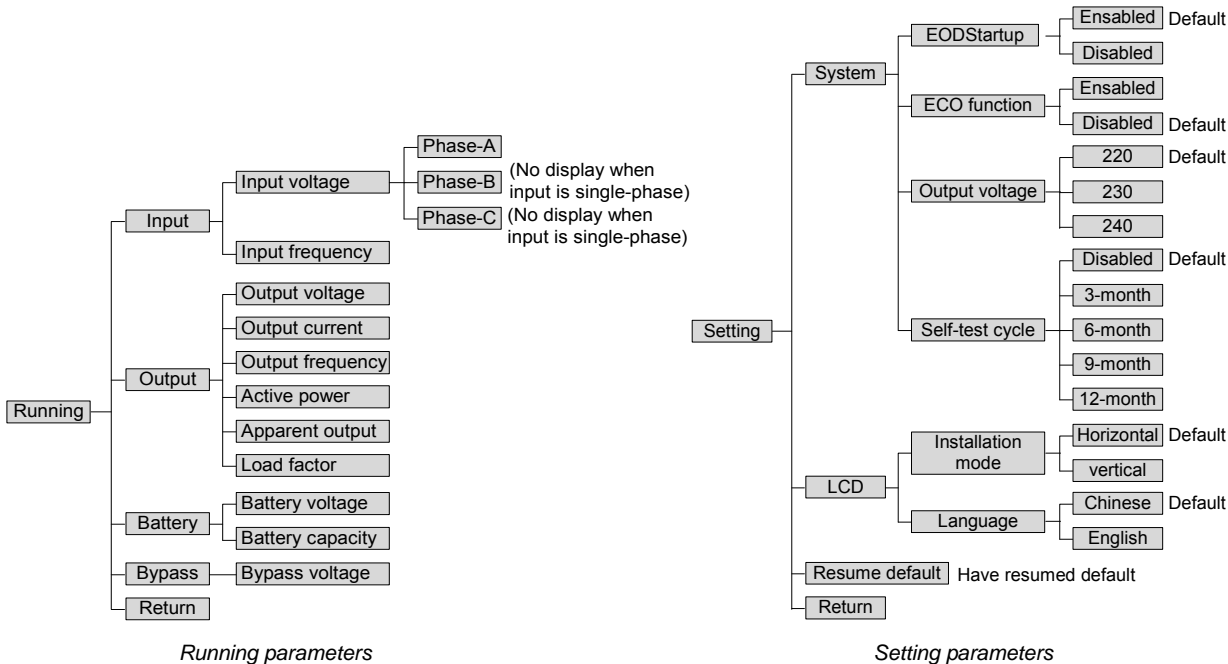 Running
Input
Input voltage
Phase-A
Phase-B
(No display when
input is single-phase)
Phase-C
(No display when
input is single-phase)
Input frequency
Output
Output voltage
Output current
Output frequency
Active power
Apparent output
Load factor
Battery
Battery voltage
Battery capacity
Bypass
Bypass voltage
Return
Running parameters
Setting
System
EODStartup
Ensabled
Default
Disabled
ECO function
Ensabled
Disabled
Default
Output voltage
220
Default
230
240
Self-test cycle
Disabled
Default
3-month
6-month
9-month
12-month
LCD
Installation
mode
Horizontal
Default
vertical
Language
Chinese
Default
English
Resume default
Have resumed default
Return
Setting parameters